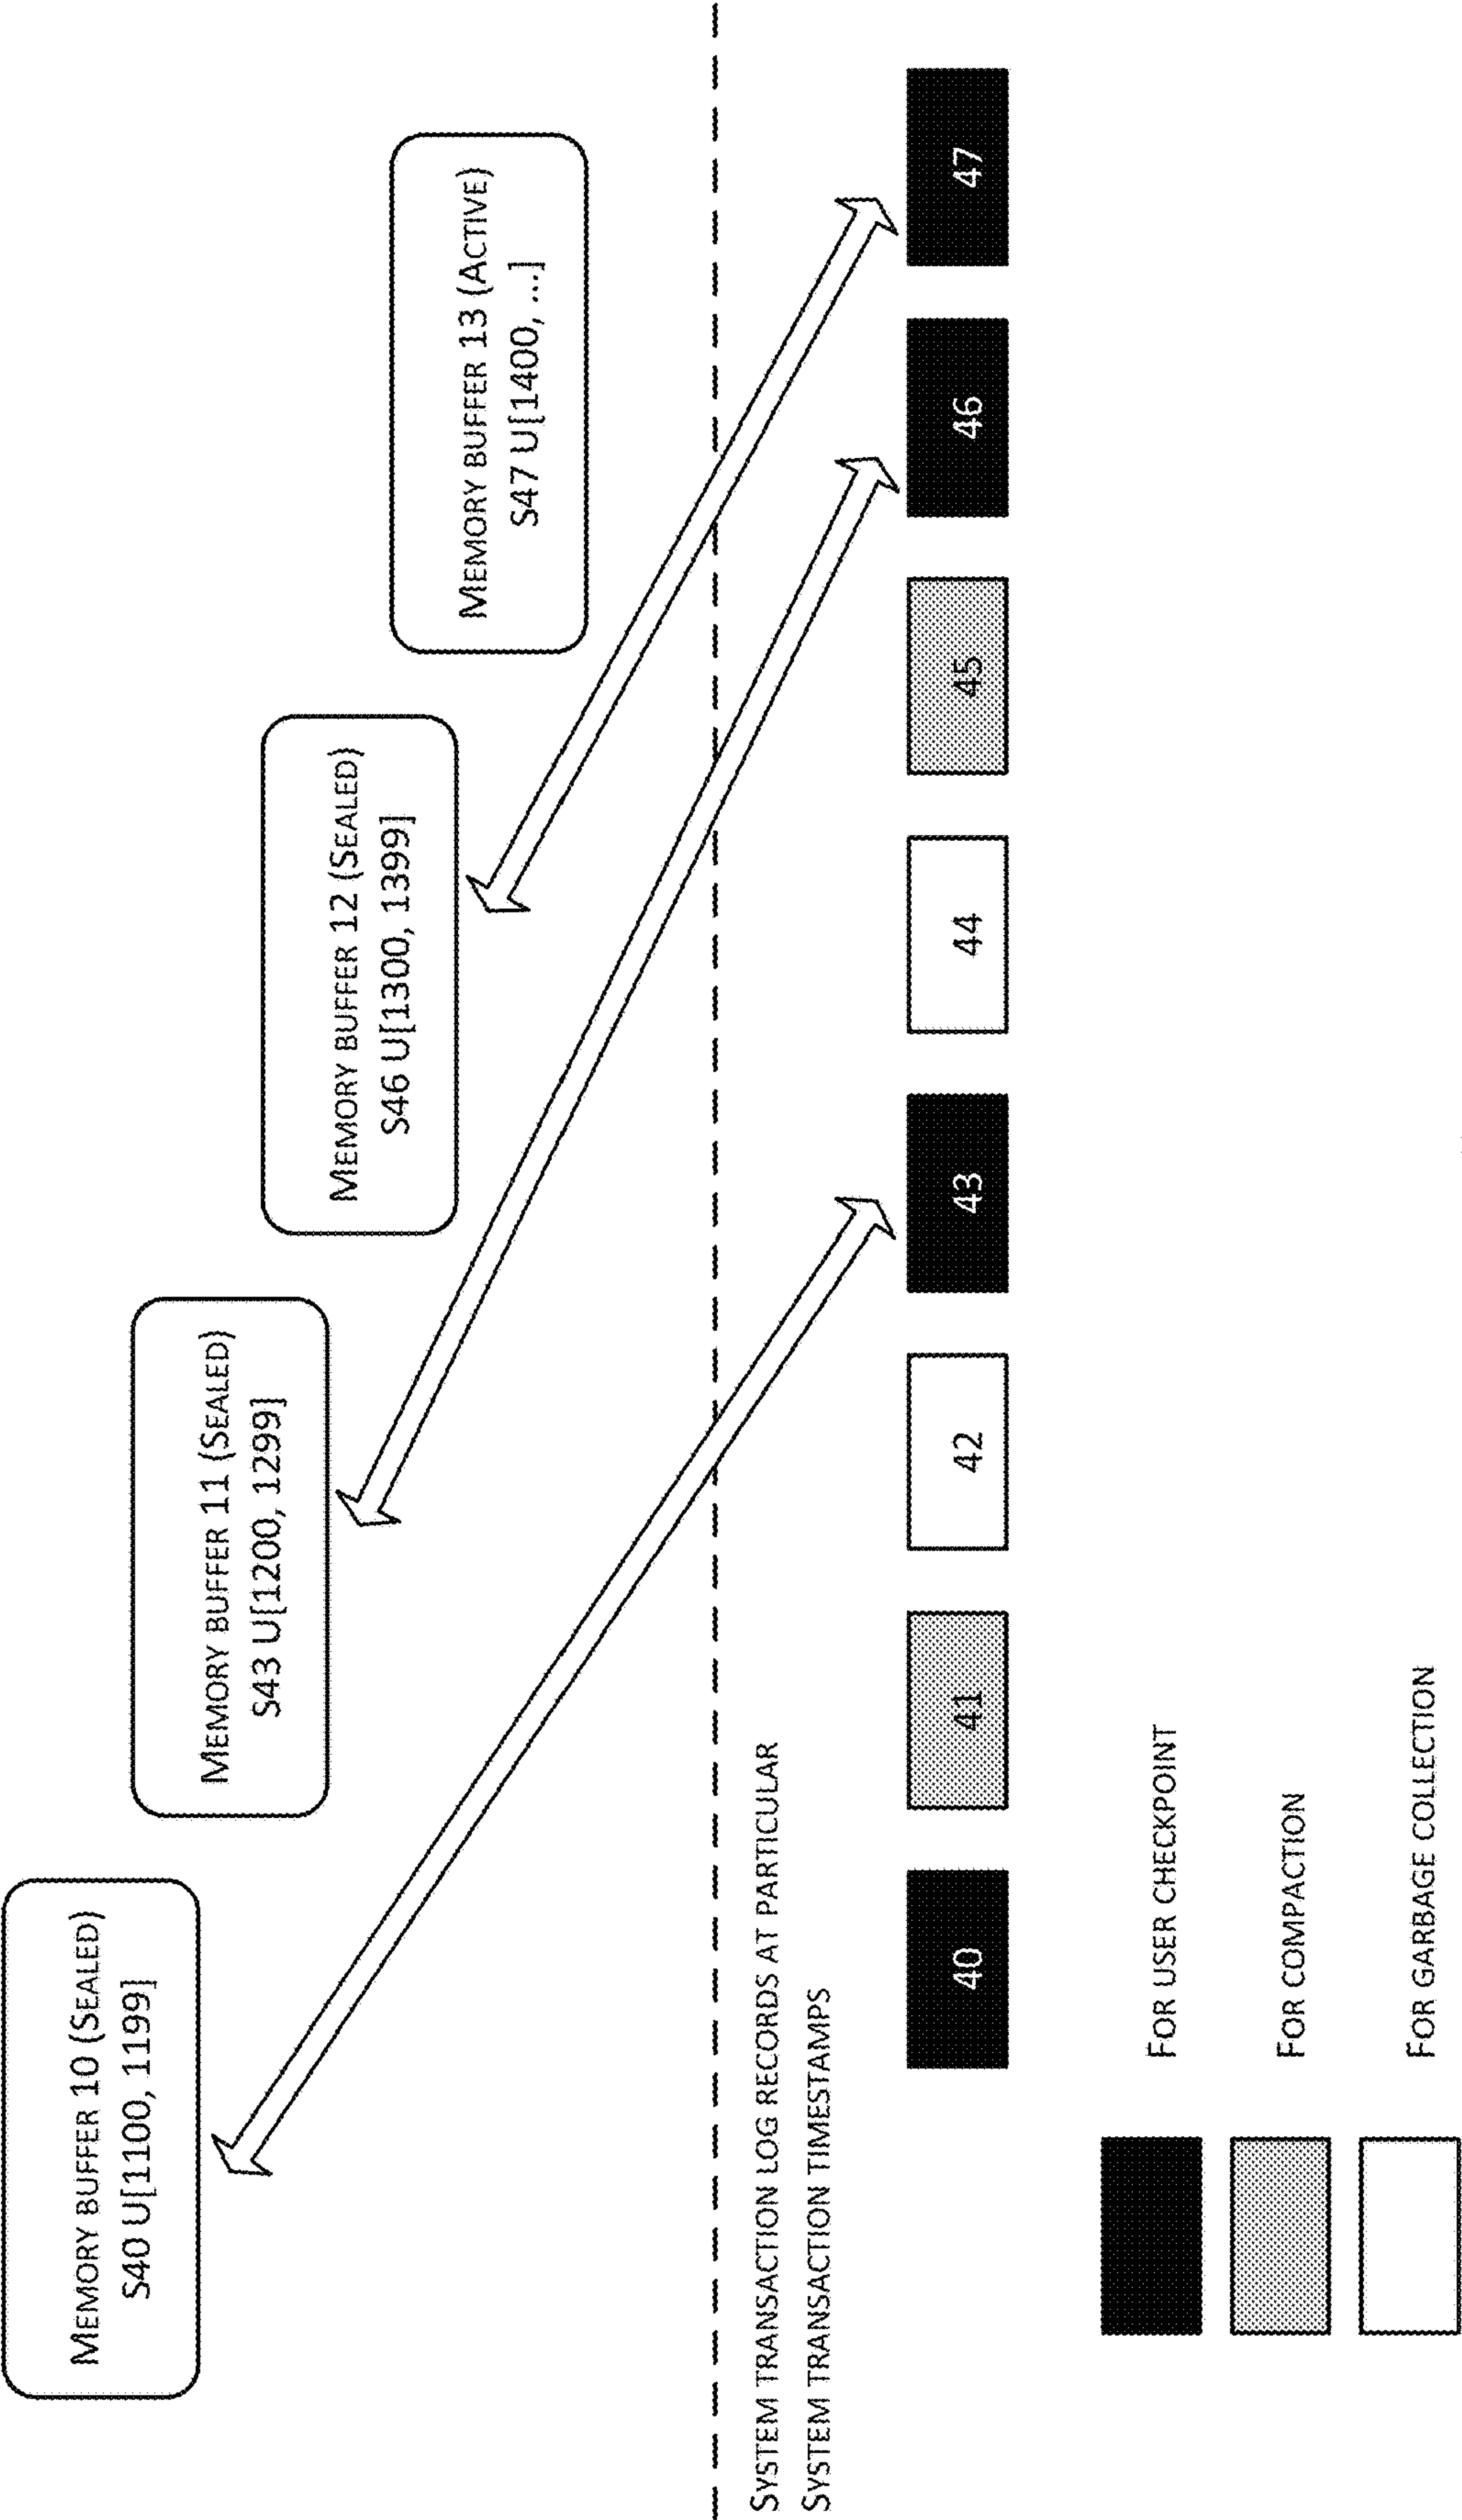 MEMORY BUFFER 10 (SEALED)
S40 U[1100, 1199]
MEMORY BUFFER 11 (SEALED)
S43 U[1200, 1299]
MEMORY BUFFER 12 (SEALED)
S46 U[1300, 1399]
MEMORY BUFFER 13 (ACTIVE)
S47 U[1400, ...]
SYSTEM TRANSACTION LOG RECORDS AT PARTICULAR
SYSTEM TRANSACTION TIMESTAMPS
40
41
42
43
44
45
46
47
FOR USER CHECKPOINT
FOR COMPACTION
FOR GARBAGE COLLECTION